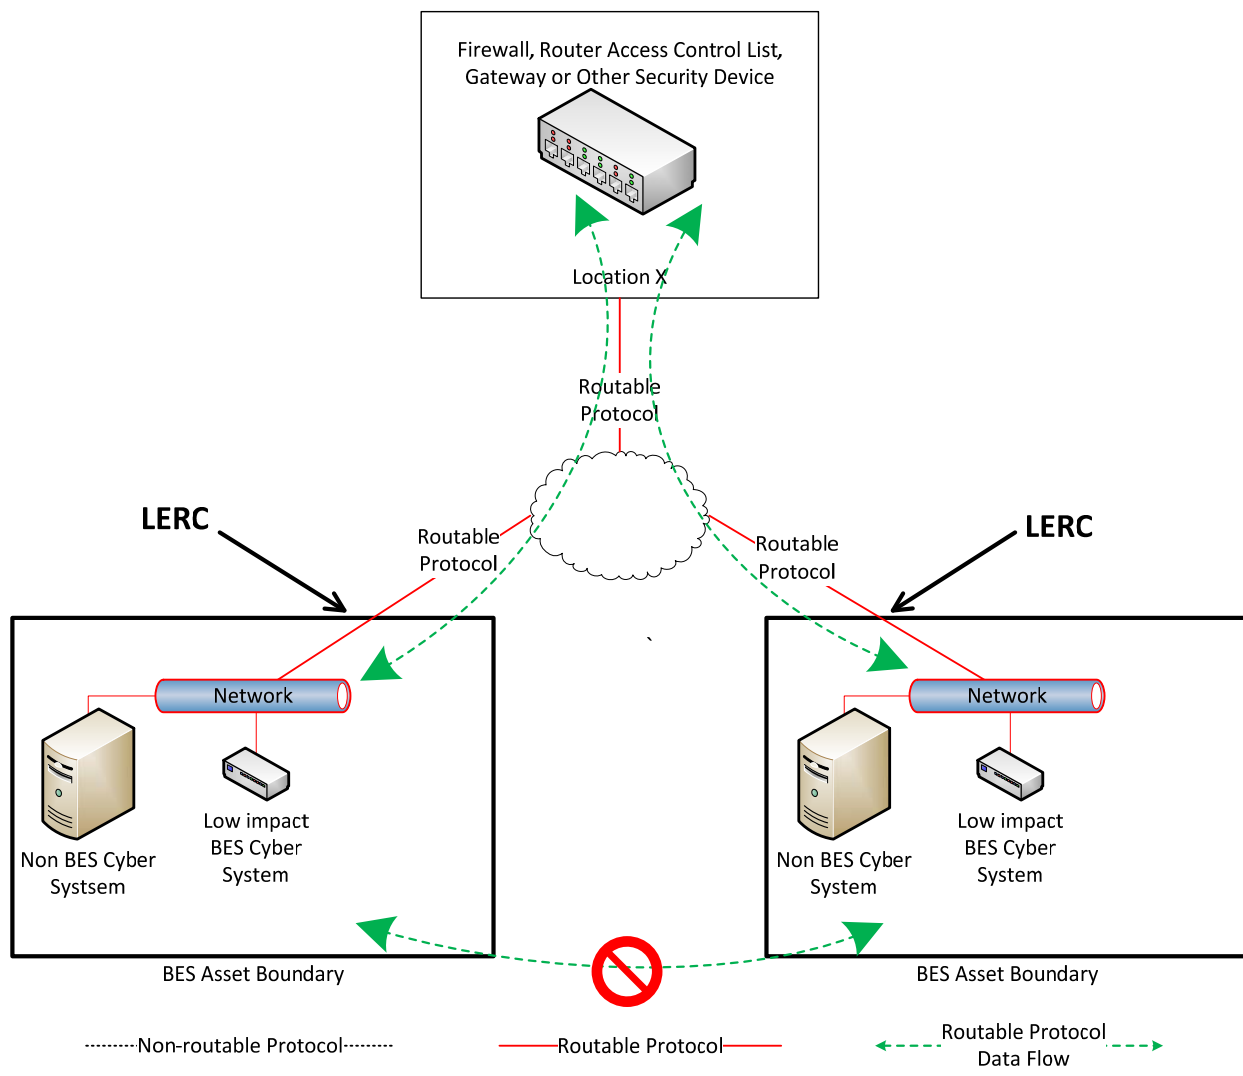 Firewall, Router Access Control List,
Gateway or Other Security Device
Location X
Routable
Protocol
LERC
Routable
Protocol
Routable
Protocol
LERC
`
Network
Network
Low impact
BES Cyber
System
Non BES Cyber
Systsem
Low impact
BES Cyber
System
Non BES Cyber
System
BES Asset Boundary
BES Asset Boundary
Non-routable Protocol
Routable Protocol
Routable Protocol
Data Flow